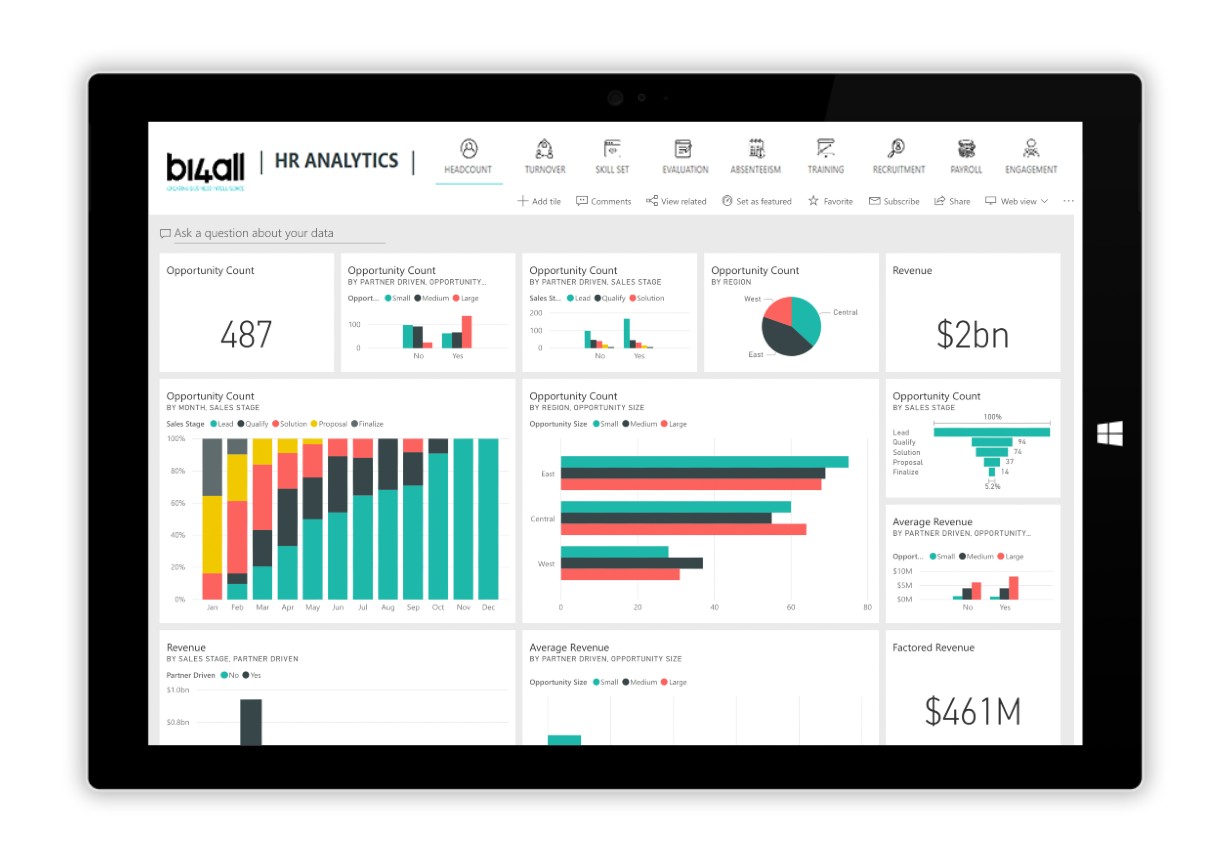 bi4all
HR ANALYTICS
HEADCOUNT TURNOVER SKILL SET EVALUATION ABSENTEEISM TRAINING RECRUITMENT PAYROLL ENGAGEMENT
Add tile Comments View related Set as featured Favorite Subscribe Share Web view
Ask a question about your data
Opportunity Count
487
Opportunity Count
BY PARTNER DRIVEN, OPPORTUNITY...
Opport... Small Medium Large
100
0
No Yes
Opportunity Count
BY PARTNER DRIVEN, SALES STAGE
Sales St... Lead Qualify Solution
200
100
0
No Yes
Opportunity Count
BY REGION
West
Central
East
Revenue
$2bn
Opportunity Count
BY MONTH, SALES STAGE
Sales Stage Lead Qualify Solution Proposal Finalize
100%
80%
60%
40%
20%
0%
Jan Feb Mar Apr May Jun Jul Aug Sep Oct Nov Dec
Opportunity Count
BY REGION, OPPORTUNITY SIZE
Opportunity Size Small Medium Large
East
Central
West
0 20 40 60 80
Opportunity Count
BY SALES STAGE
100%
Lead
Qualify 94
Solution 76
Proposal 37
Finalize 14
5.2%
Average Revenue
BY PARTNER DRIVEN, OPPORTUNITY...
Opport... Small Medium Large
$10M
$5M
$0M
No Yes
Revenue
BY SALES STAGE, PARTNER DRIVEN
Partner Driven No Yes
$1.0bn
$0.8bn
Average Revenue
BY PARTNER DRIVEN, OPPORTUNITY SIZE
Opportunity Size Small Medium Large
Factored Revenue
$461M